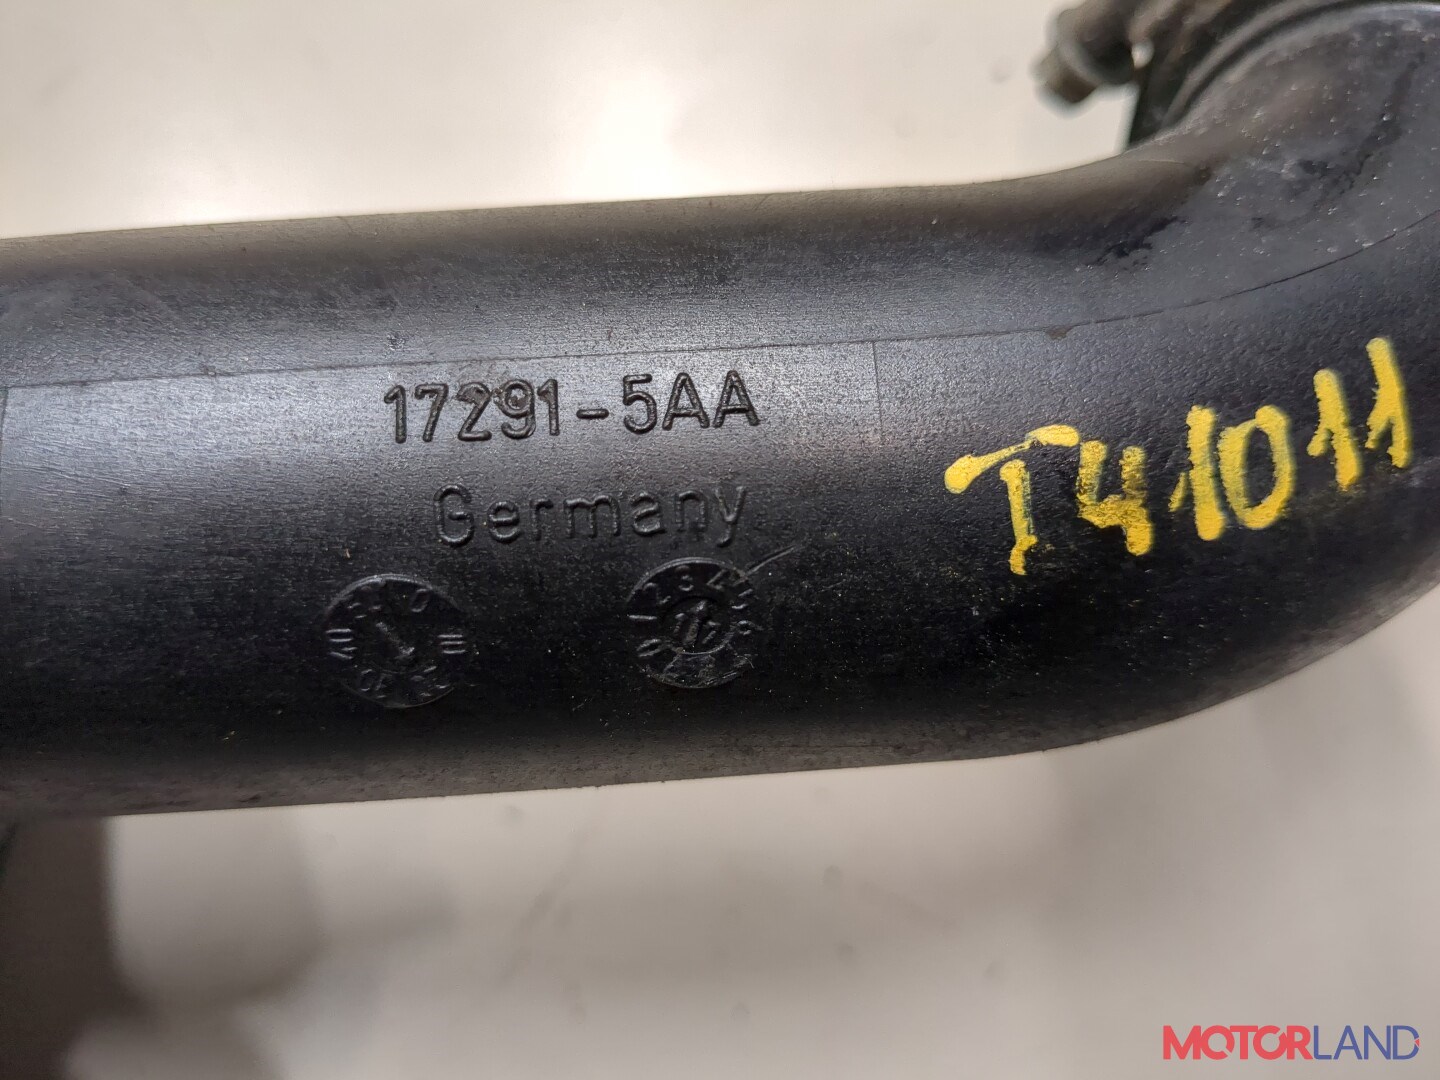 17291-5AA
T41011
Germany
MOTORLAND